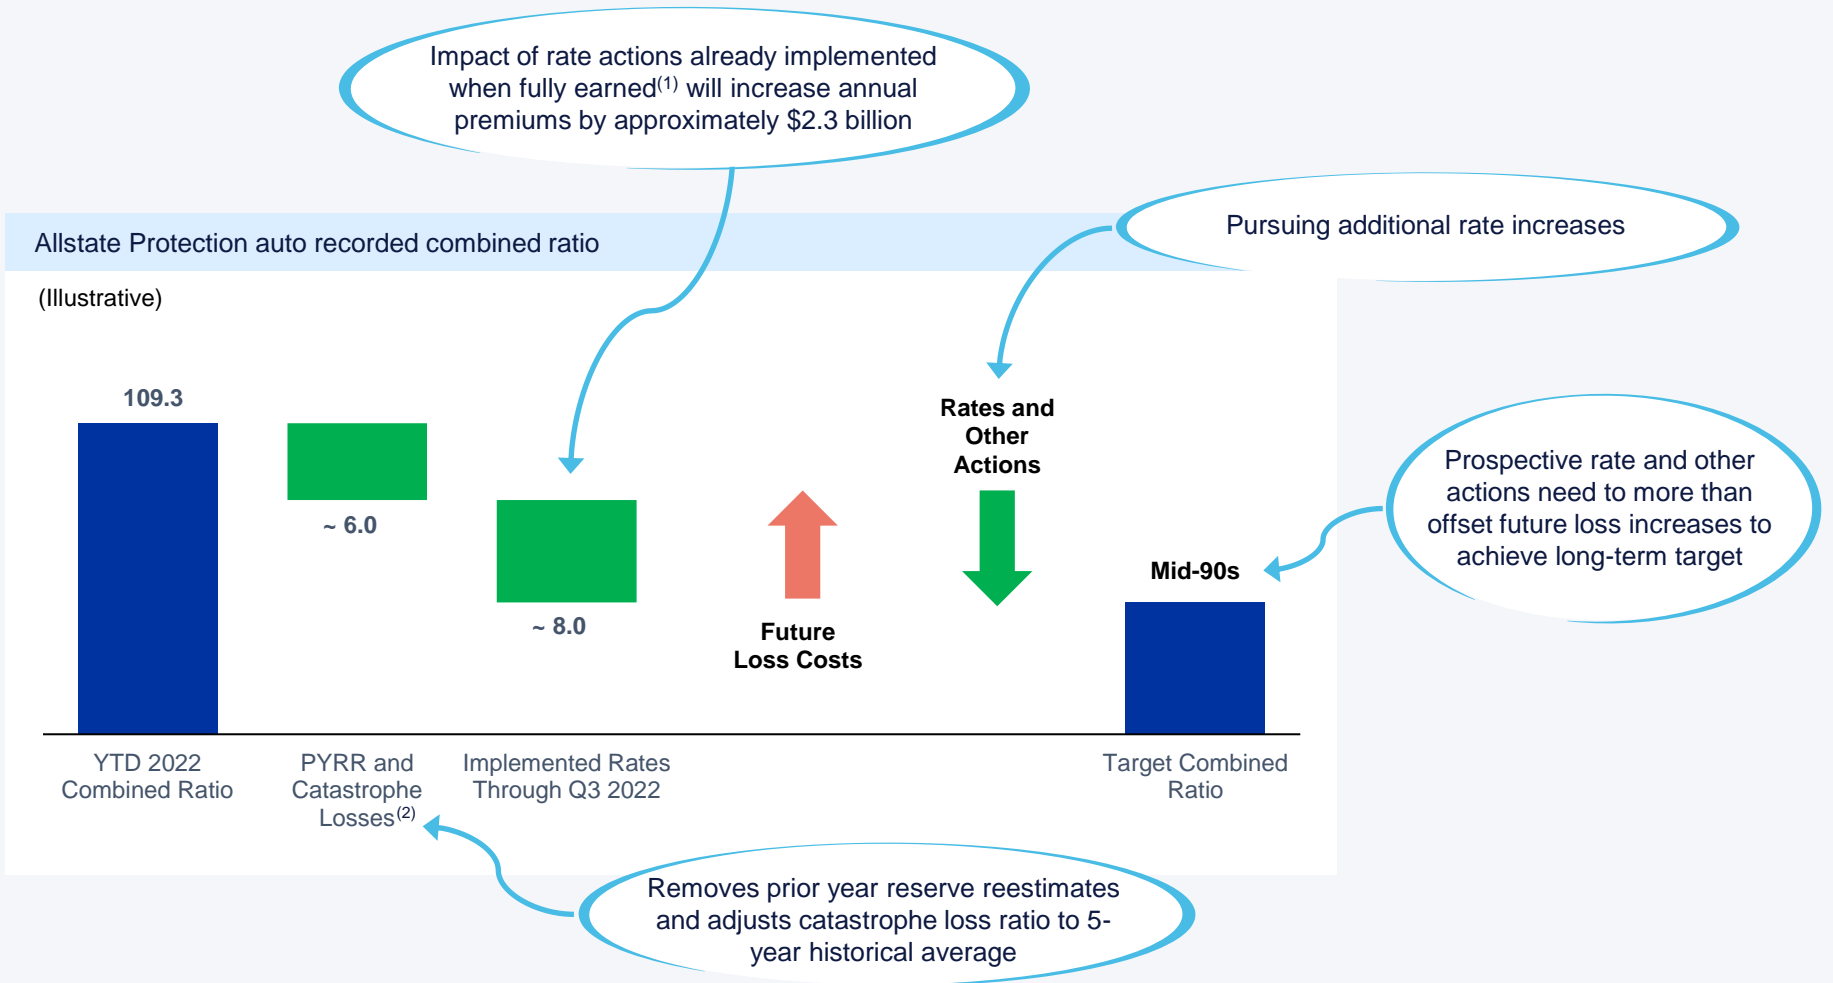 Impact of rate actions already implemented
when fully earned(1) will increase annual
premiums by approximately $2.3 billion
Pursuing additional rate increases
Allstate Protection auto recorded combined ratio
(Illustrative)
109.3
~ 6.0
~ 8.0
Future
Loss Costs
Rates and
Other
Actions
Mid-90s
Prospective rate and other
actions need to more than
offset future loss increases to
achieve long-term target
YTD 2022
Combined Ratio
PYRR and
Catastrophe
Losses(2)
Implemented Rates
Through Q3 2022
Target Combined
Ratio
Removes prior year reserve reestimates
and adjusts catastrophe loss ratio to 5-
year historical average